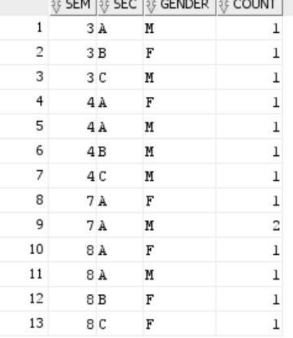 SEM SEC GENDER COUNT
1 3 A M 1
2 3 B F 1
3 3 C M 1
4 4 A F 1
5 4 A M 1
6 4 B M 1
7 4 C M 1
8 7 A F 1
9 7 A M 2
10 8 A F 1
11 8 A M 1
12 8 B F 1
13 8 C F 1